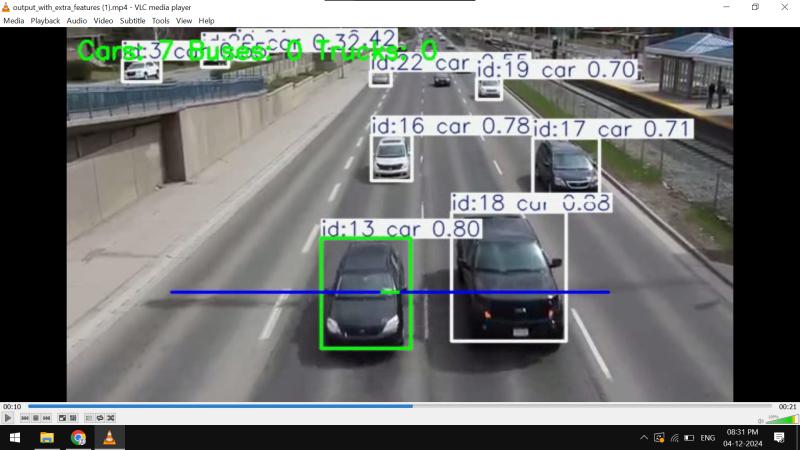 output_with_extra_features (1).mp4 - VLC media player
Media Playback Audio Video Subtitle Tools View Help
Cars: 7 Buses: 0 Trucks: 0
id:22 car
id:19 car 0.70
id:16 car 0.78
id:17 car 0.71
id:18 car 0.88
id:13 car 0.80
00:10
00:21
100%
ENG
08:31 PM
04-12-2024